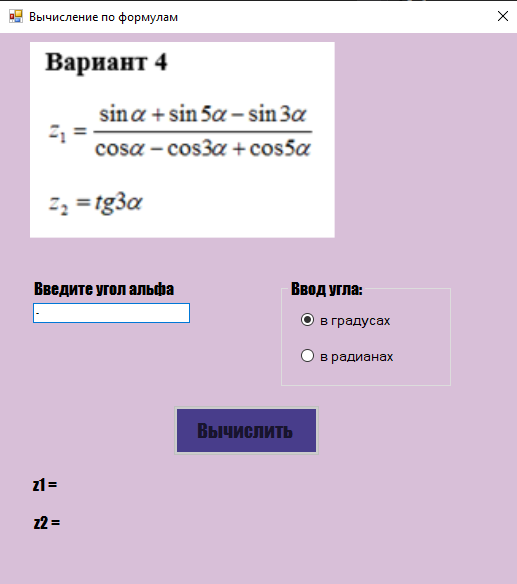 Вычисление по формулам
Вариант 4
z₁ = (sin α + sin 5α − sin 3α) / (cos α − cos 3α + cos 5α)
z₂ = tg3α
Введите угол альфа
Ввод угла:
-
в градусах
в радианах
Вычислить
z1 =
z2 =